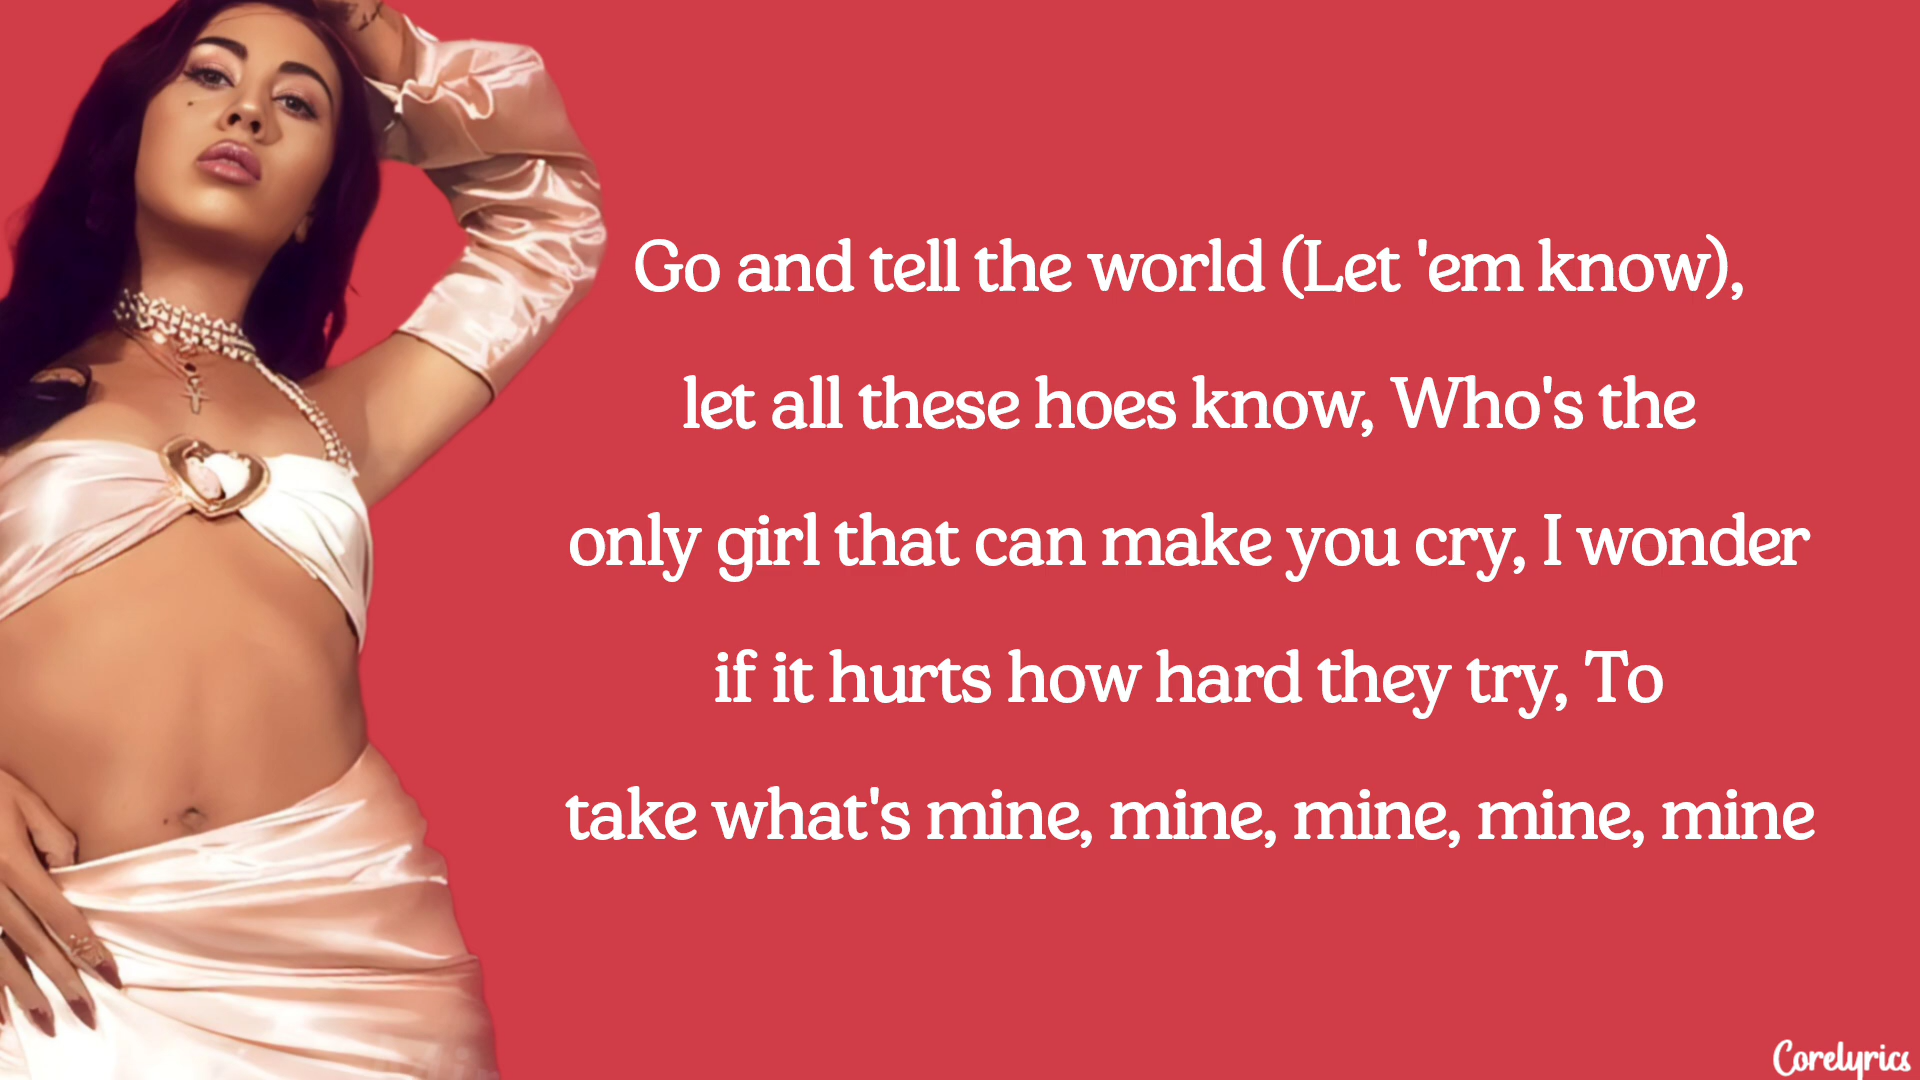 Go and tell the world (Let 'em know),
let all these hoes know, Who's the
only girl that can make you cry, I wonder
if it hurts how hard they try, To
take what's mine, mine, mine, mine, mine
Corelyrics